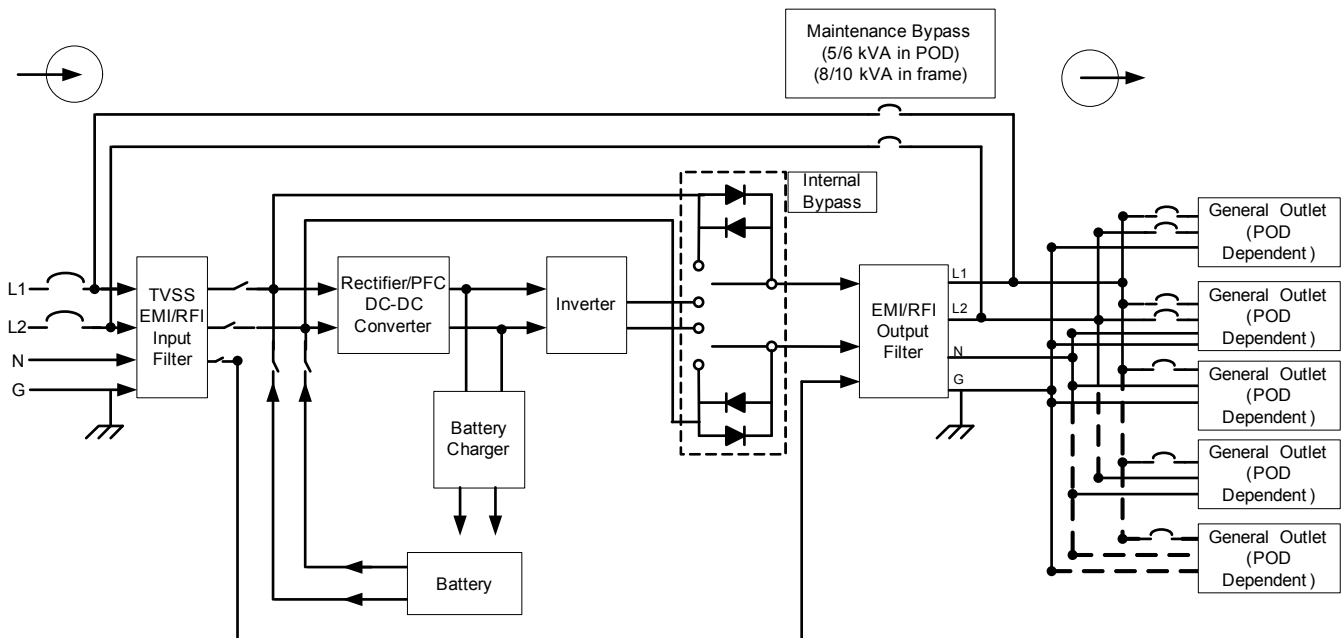 Maintenance Bypass
(5/6 kVA in POD)
(8/10 kVA in frame)
Internal
Bypass
L1
L2
N
G
TVSS
EMI/RFI
Input
Filter
Rectifier/PFC
DC-DC
Converter
Inverter
Battery
Charger
Battery
EMI/RFI
Output
Filter
L1
L2
N
G
General Outlet
(POD
Dependent)
General Outlet
(POD
Dependent)
General Outlet
(POD
Dependent)
General Outlet
(POD
Dependent)
General Outlet
(POD
Dependent)